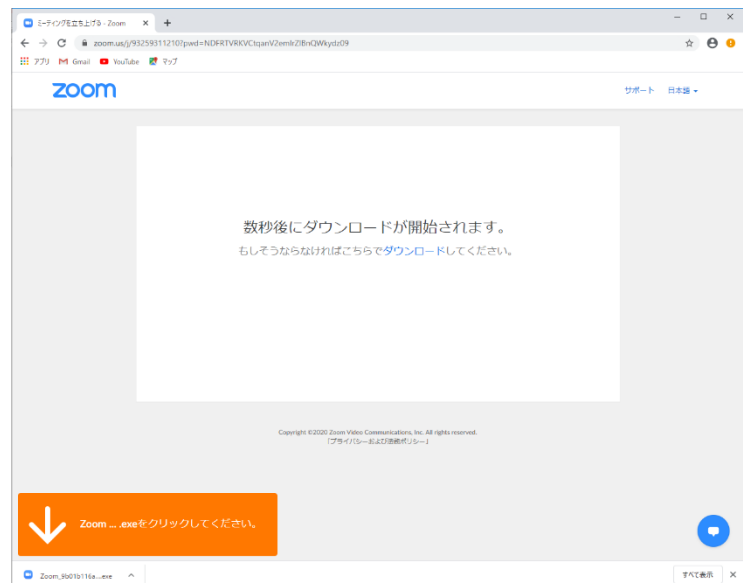 ミーティングを立ち上げる - Zoom
zoom.us/j/93259311210?pwd=NDFRTVRKVCtqanV2emlrZlBnQWkydz09
アプリ Gmail YouTube マップ
zoom
サポート 日本語
数秒後にダウンロードが開始されます。
もしそうならなければこちらでダウンロードしてください。
Copyright ©2020 Zoom Video Communications, Inc. All rights reserved.
「プライバシーおよび法的ポリシー」
Zoom ... .exeをクリックしてください。
Zoom_9b01b116a....exe
すべて表示